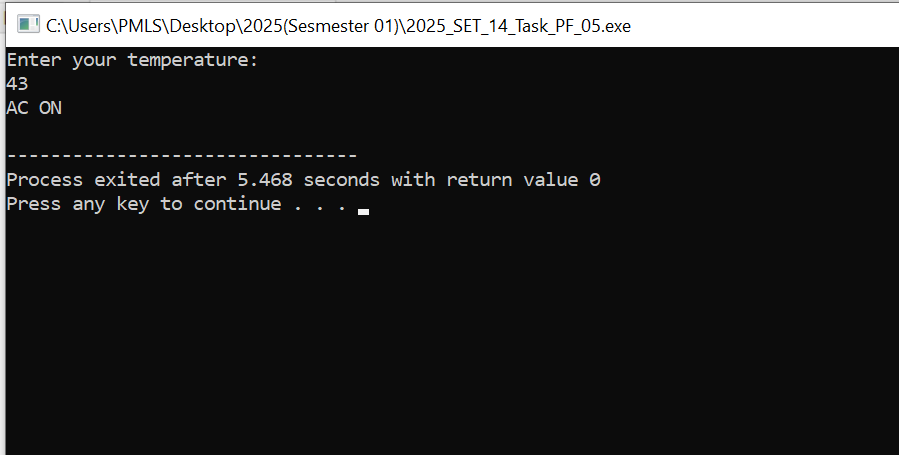 C:\Users\PMLS\Desktop\2025(Sesmester 01)\2025_SET_14_Task_PF_05.exe
Enter your temperature:
43
AC ON
--------------------------------
Process exited after 5.468 seconds with return value 0
Press any key to continue . . .